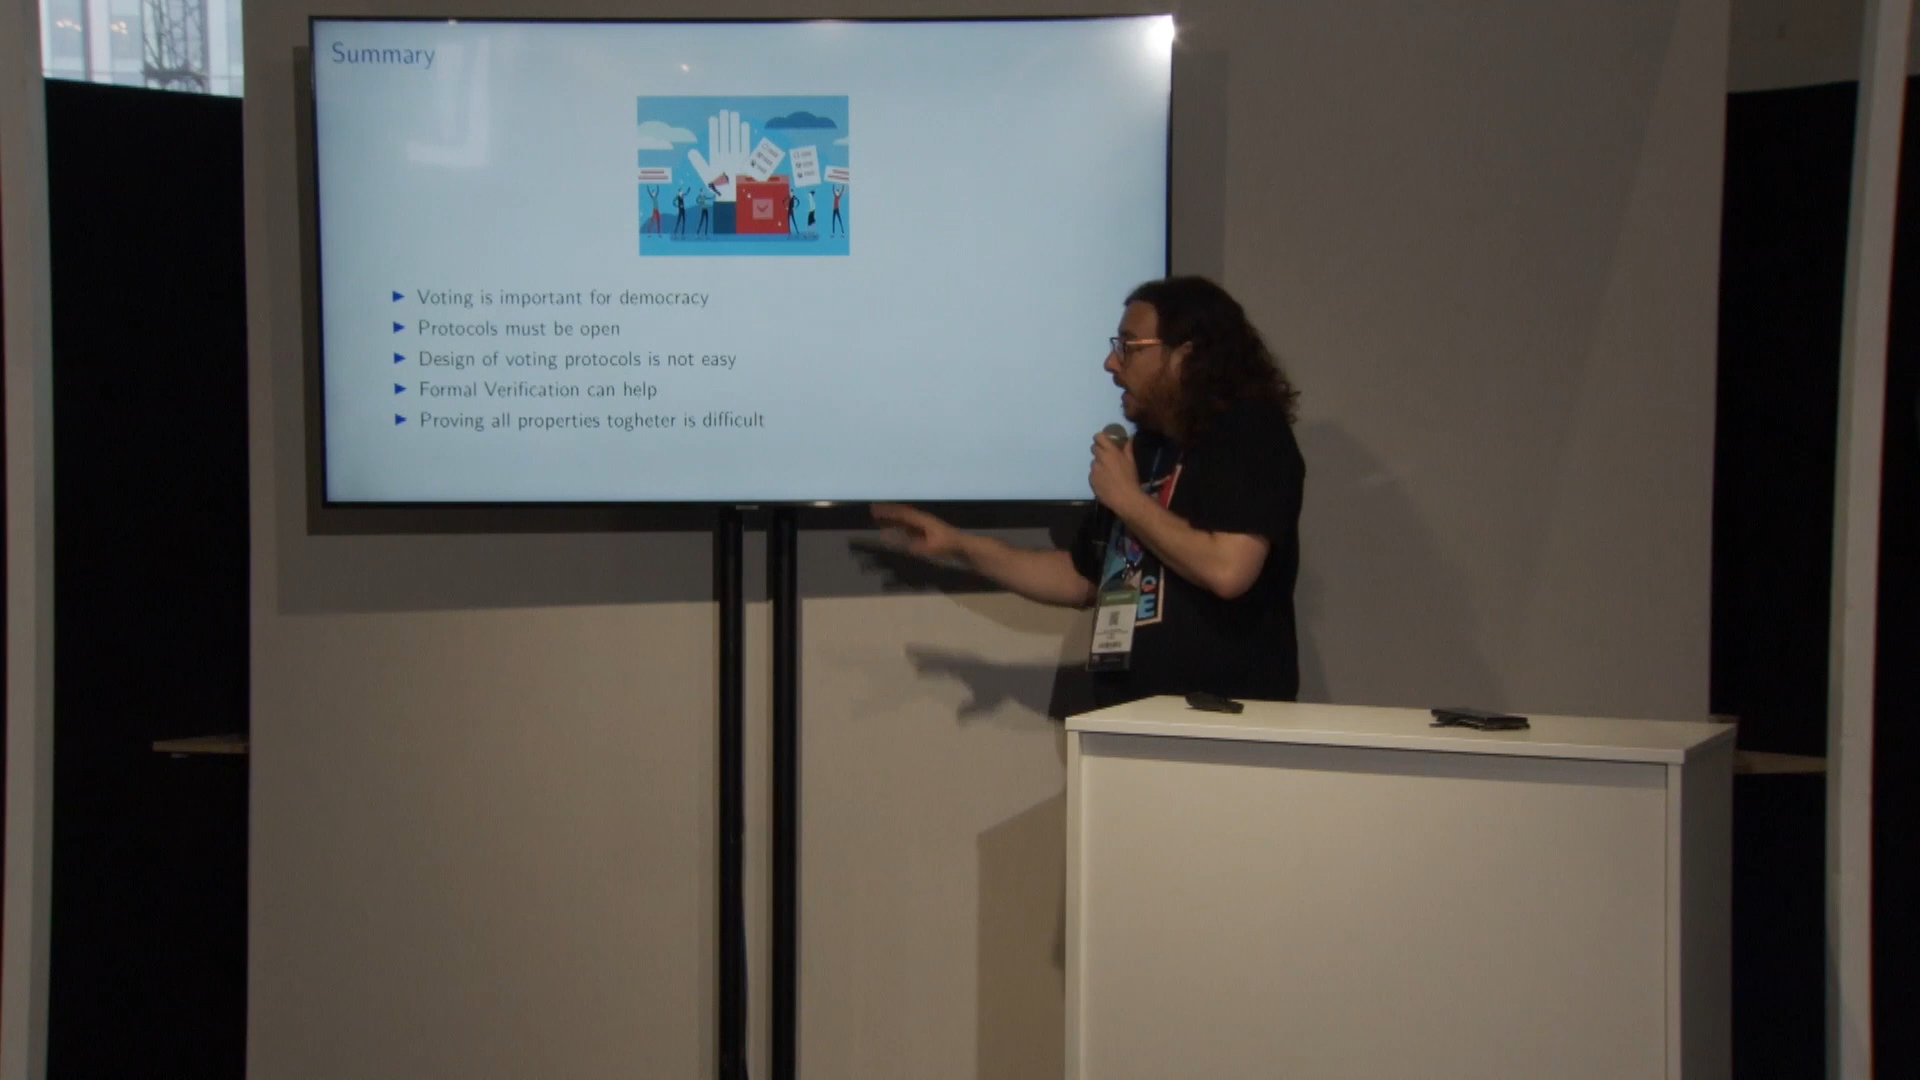 Summary
Voting is important for democracy
Protocols must be open
Design of voting protocols is not easy
Formal Verification can help
Proving all properties togheter is difficult